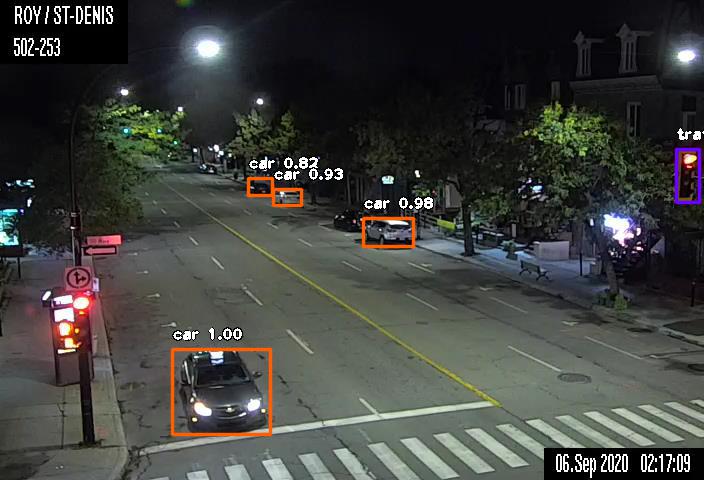 ROY / ST-DENIS
502-253
car 0.82
car 0.93
tra
car 0.98
car 1.00
06.Sep 2020 02:17:09